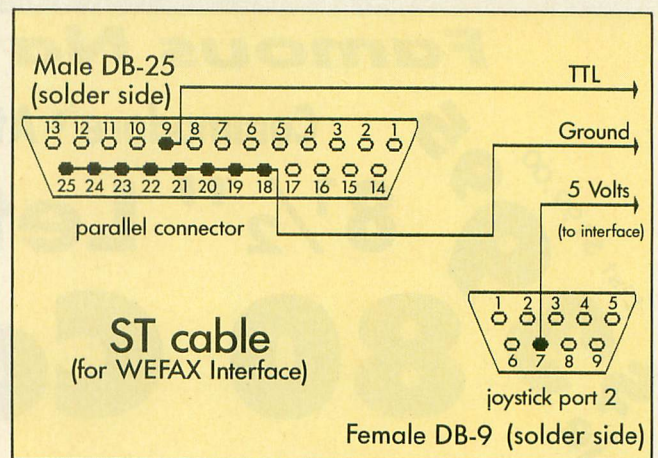 Male DB-25
(solder side)
TTL
13 12 11 10 9 8 7 6 5 4 3 2 1
Ground
25 24 23 22 21 20 19 18 17 16 15 14
5 Volts
parallel connector
(to interface)
1 2 3 4 5
ST cable
(for WEFAX Interface)
6 7 8 9
joystick port 2
Female DB-9 (solder side)